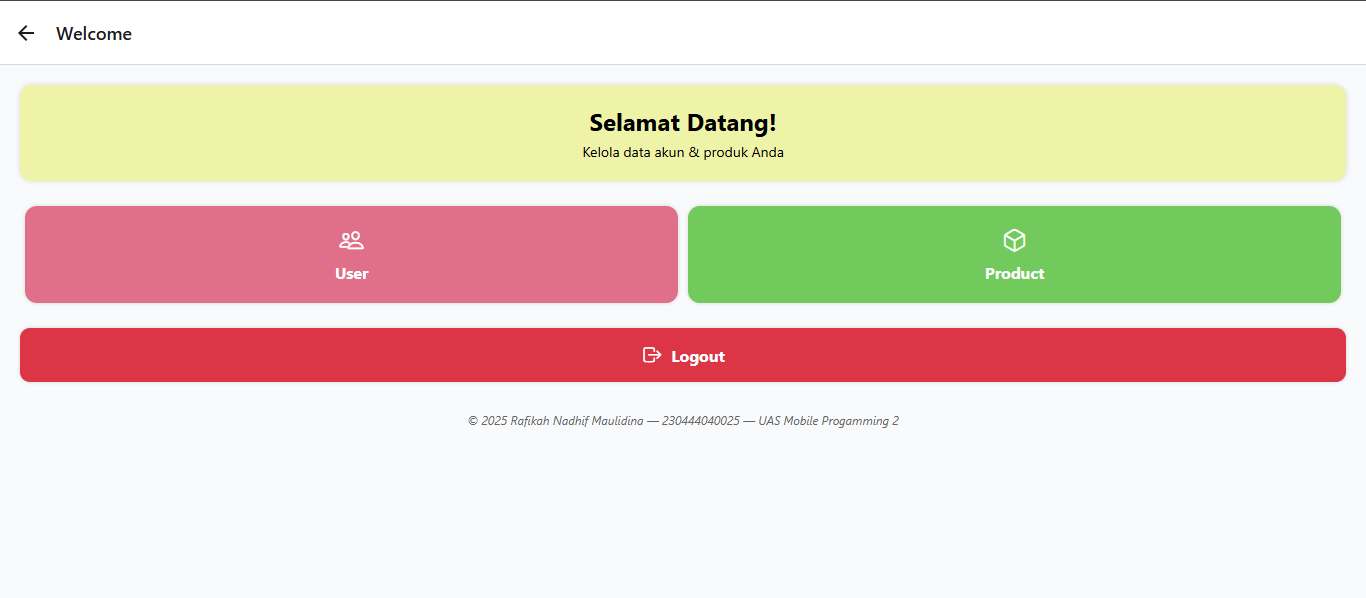 Welcome
Selamat Datang!
Kelola data akun & produk Anda
User
Product
Logout
© 2025 Rafikah Nadhif Maulidina — 230444040025 — UAS Mobile Progamming 2